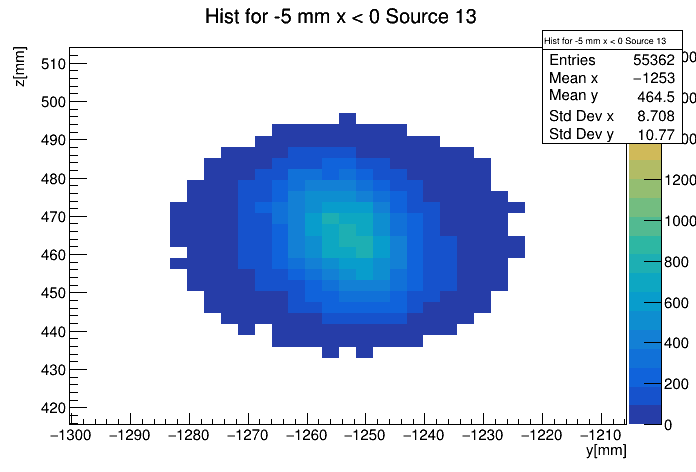 Hist for -5 mm x < 0 Source 13
Hist for -5 mm x < 0 Source 13
Entries 55362
Mean x −1253
Mean y 464.5
Std Dev x 8.708
Std Dev y 10.77
z[mm]
510
500
490
480
470
460
450
440
430
420
−1300 −1290 −1280 −1270 −1260 −1250 −1240 −1230 −1220 −1210
y[mm]
1200
1000
800
600
400
200
0